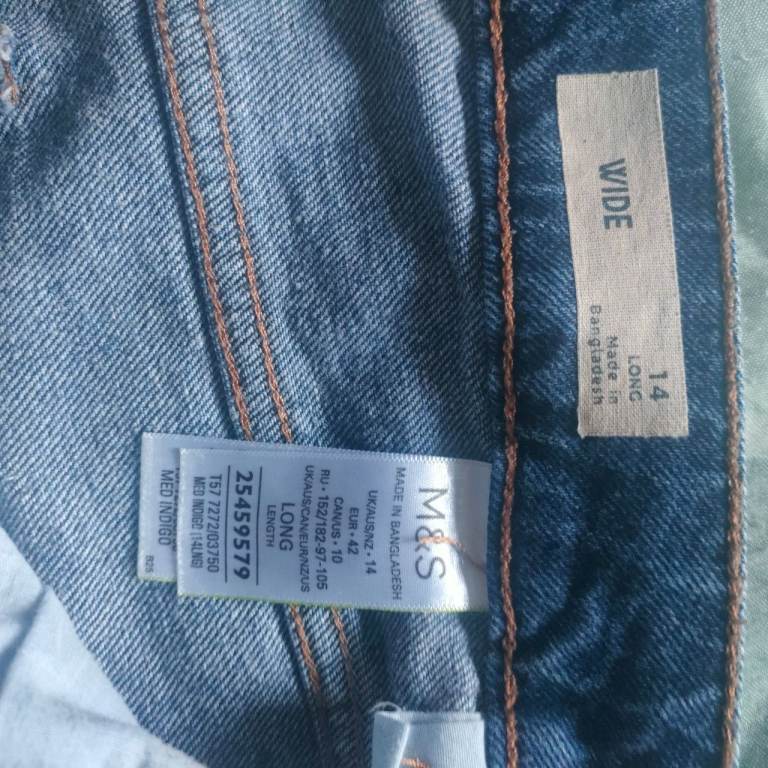 WIDE
14
LONG
Made in
Bangladesh
M&S
MADE IN BANGLADESH
UK/AUS/NZ • 14
EUR • 42
CAN/US • 10
RU • 152/182-97-105
UK/AUS/CAN/EUR/NZ/US
LONG
LENGTH
25459579
T57 7272/03750
MED INDIGO (14LNG)
MED INDIGO